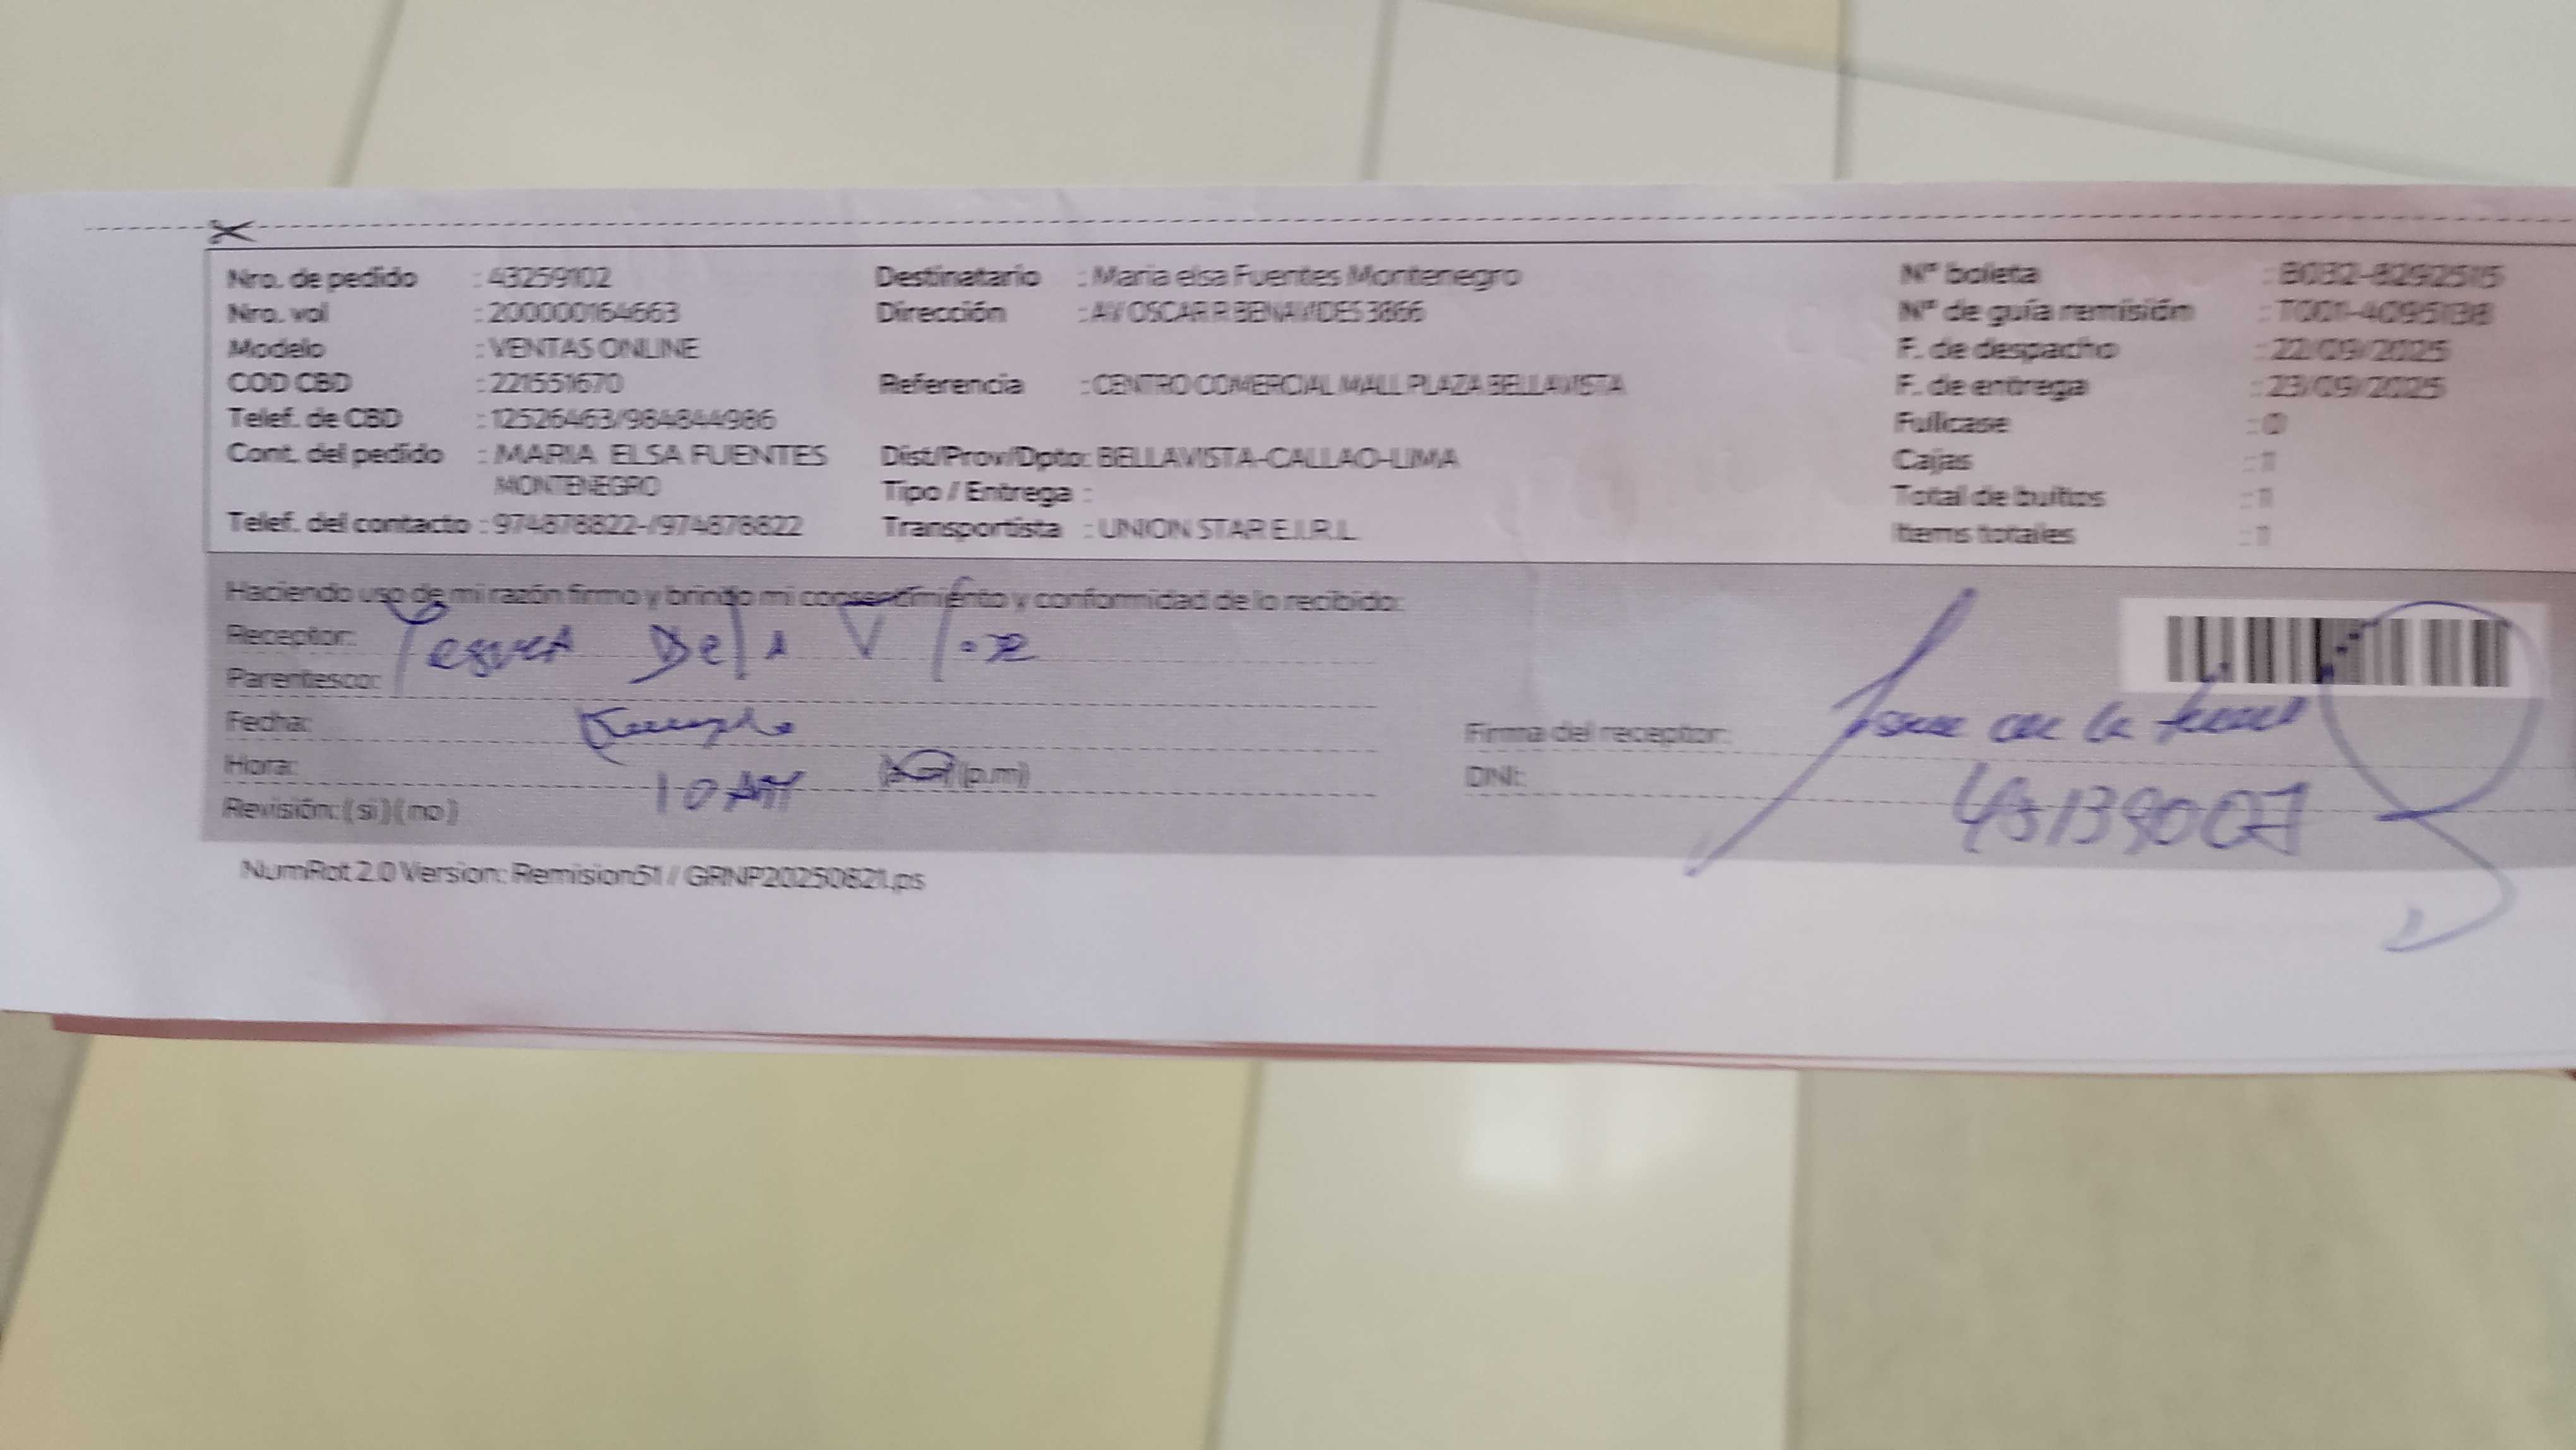 Nro. de pedido : 43259102
Nro. val : 200000164663
Modelo : VENTAS ONLINE
COD CBD : 221551670
Telef. de CBD : 12526463/984844986
Cont. del pedido : MARIA ELSA FUENTES
MONTENEGRO
Telef. del contacto : 974878822-/974878822
Destinatario : Maria elsa Fuentes Montenegro
Dirección : AV OSCAR R BENAVIDES 3866
Referencia : CENTRO COMERCIAL MALL PLAZA BELLAVISTA
Dist/Prov/Dpto: BELLAVISTA-CALLAO-LIMA
Tipo / Entrega :
Transportista : UNION STAR E.I.R.L.
Nº boleta : B032-8292515
Nº de guía remisión : T001-4095138
F. de despacho : 22/09/2025
F. de entrega : 23/09/2025
Fullcase : 0
Cajas : 1
Total de bultos : 1
Items totales : 1
Haciendo uso de mi razón firmo y brindo mi consentimiento y conformidad de lo recibido:
Receptor:
Parentesco:
Fecha:
Hora: 10 AM (p.m)
Revisión: (si) (no)
Firma del receptor:
DNI:
NumRot 2.0 Version: Remision51 / GRNP20250821.ps